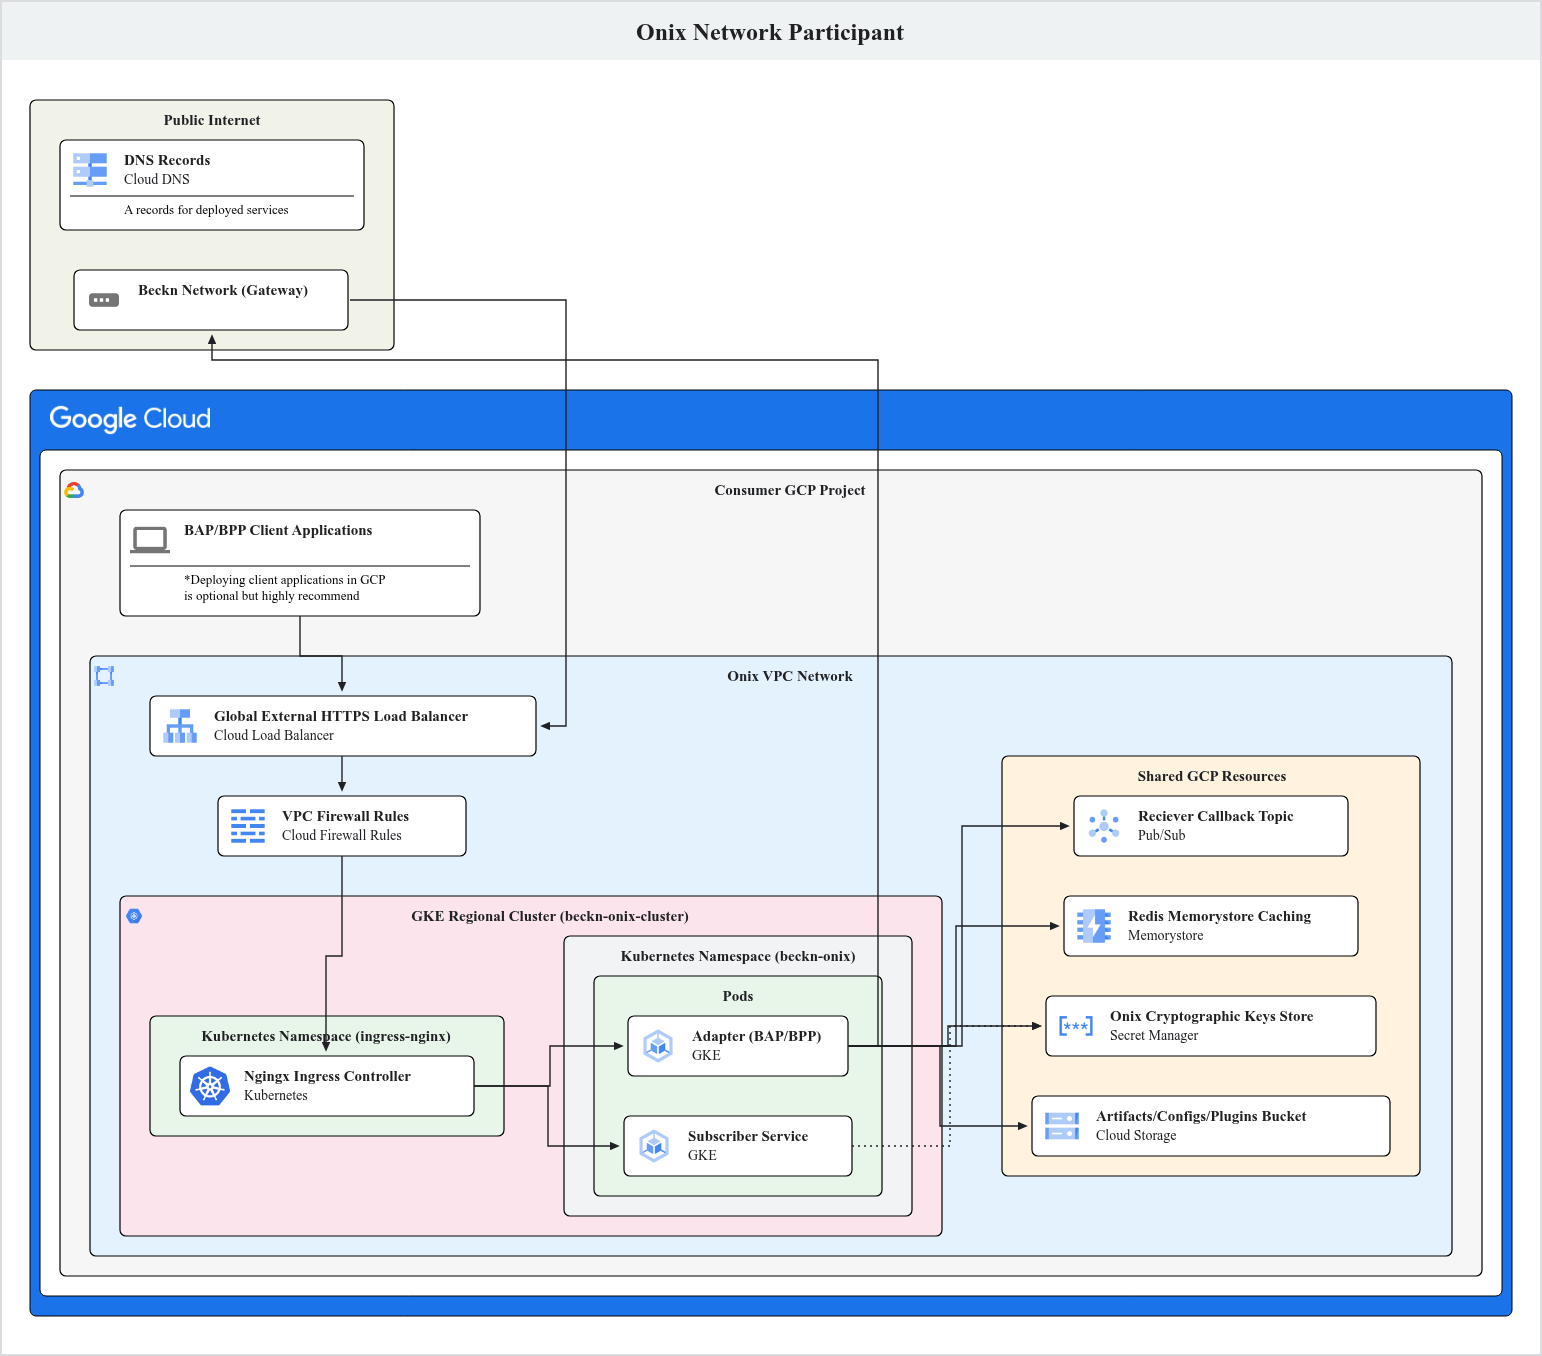 Onix Network Participant
Public Internet
DNS Records
Cloud DNS
A records for deployed services
Beckn Network (Gateway)
Google Cloud
Consumer GCP Project
BAP/BPP Client Applications
*Deploying client applications in GCP
is optional but highly recommend
Onix VPC Network
Global External HTTPS Load Balancer
Cloud Load Balancer
VPC Firewall Rules
Cloud Firewall Rules
GKE Regional Cluster (beckn-onix-cluster)
Kubernetes Namespace (ingress-nginx)
Ngingx Ingress Controller
Kubernetes
Kubernetes Namespace (beckn-onix)
Pods
Adapter (BAP/BPP)
GKE
Subscriber Service
GKE
Shared GCP Resources
Reciever Callback Topic
Pub/Sub
Redis Memorystore Caching
Memorystore
[***]
Onix Cryptographic Keys Store
Secret Manager
Artifacts/Configs/Plugins Bucket
Cloud Storage